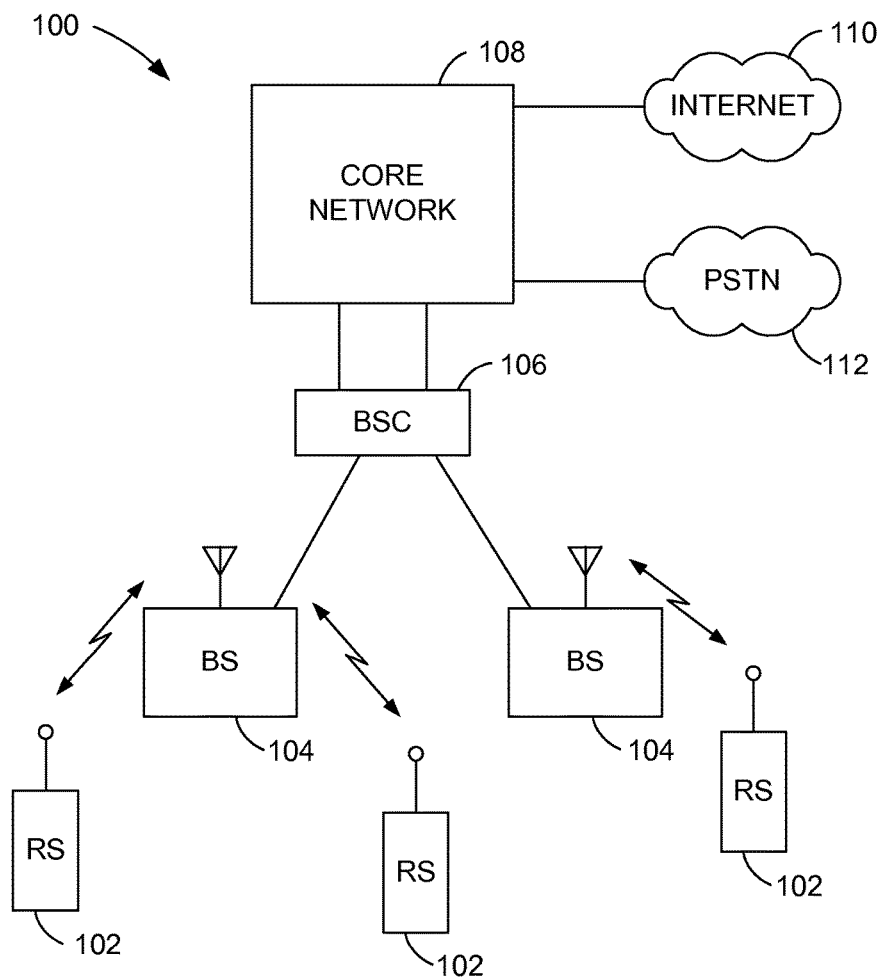 100
108
110
INTERNET
CORE
NETWORK
PSTN
112
106
BSC
BS
BS
104
104
RS
RS
RS
102
102
102